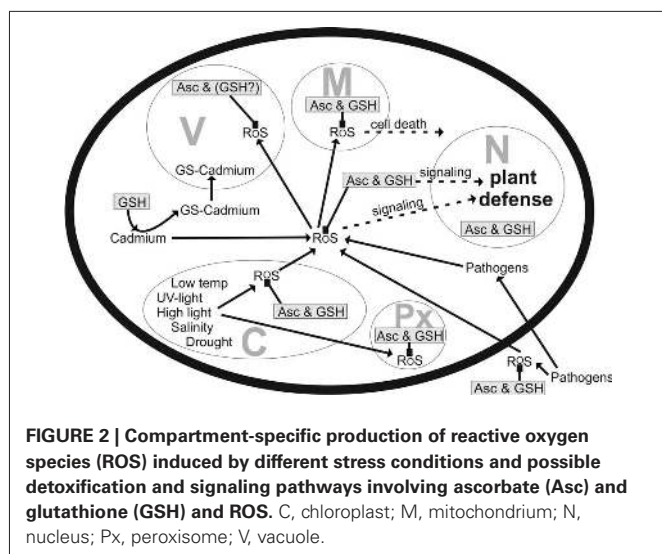 Asc & (GSH?)
V
ROS
GS-Cadmium
GSH
GS-Cadmium
Cadmium
M
Asc & GSH
ROS
cell death
N
Asc & GSH
signaling
plant
defense
signaling
Asc & GSH
ROS
Pathogens
ROS
Low temp
UV-light
High light
Salinity
Drought
Asc & GSH
C
Px
Asc & GSH
ROS
ROS
Pathogens
Asc & GSH
FIGURE 2 | Compartment-specific production of reactive oxygen
species (ROS) induced by different stress conditions and possible
detoxification and signaling pathways involving ascorbate (Asc) and
glutathione (GSH) and ROS. C, chloroplast; M, mitochondrium; N,
nucleus; Px, peroxisome; V, vacuole.